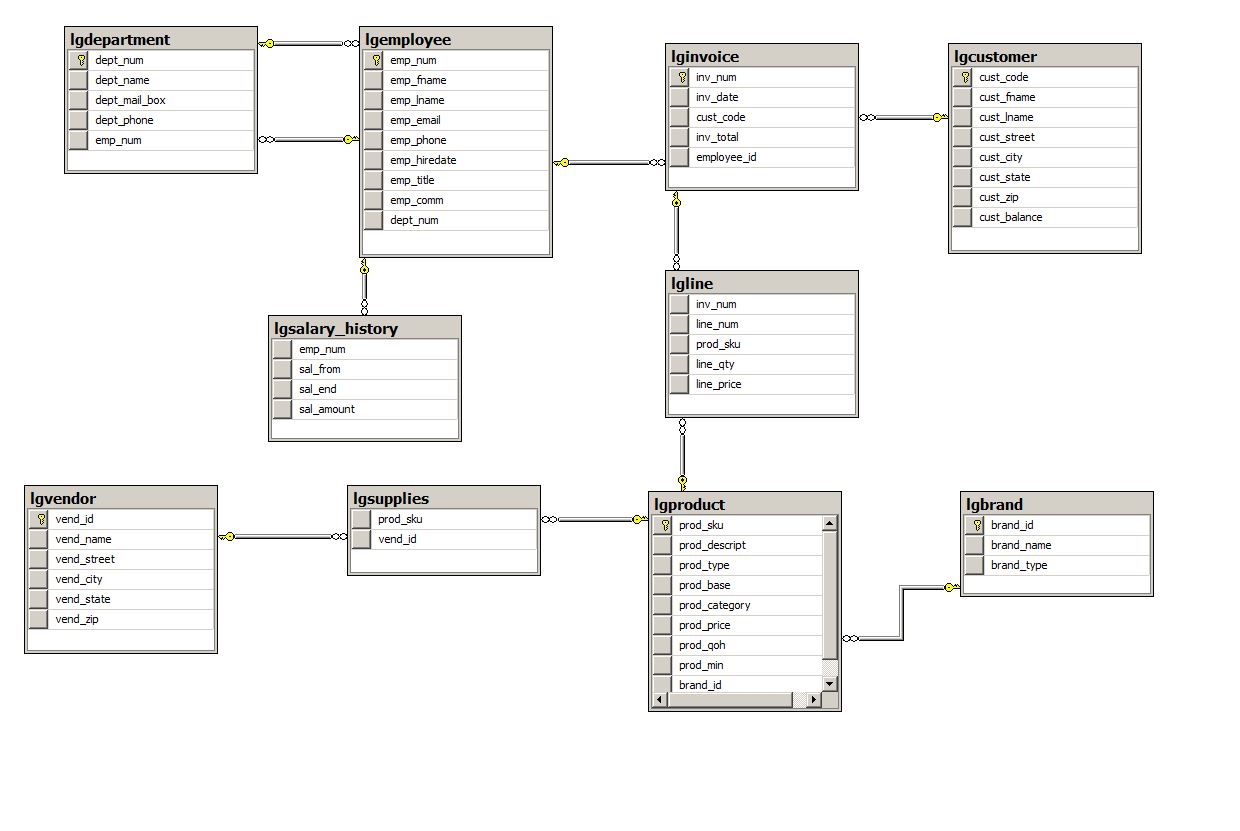 lgdepartment
dept_num
dept_name
dept_mail_box
dept_phone
emp_num
lgemployee
emp_num
emp_fname
emp_lname
emp_email
emp_phone
emp_hiredate
emp_title
emp_comm
dept_num
lginvoice
inv_num
inv_date
cust_code
inv_total
employee_id
lgcustomer
cust_code
cust_fname
cust_lname
cust_street
cust_city
cust_state
cust_zip
cust_balance
lgline
inv_num
line_num
prod_sku
line_qty
line_price
lgsalary_history
emp_num
sal_from
sal_end
sal_amount
lgvendor
vend_id
vend_name
vend_street
vend_city
vend_state
vend_zip
lgsupplies
prod_sku
vend_id
lgproduct
prod_sku
prod_descript
prod_type
prod_base
prod_category
prod_price
prod_qoh
prod_min
brand_id
lgbrand
brand_id
brand_name
brand_type